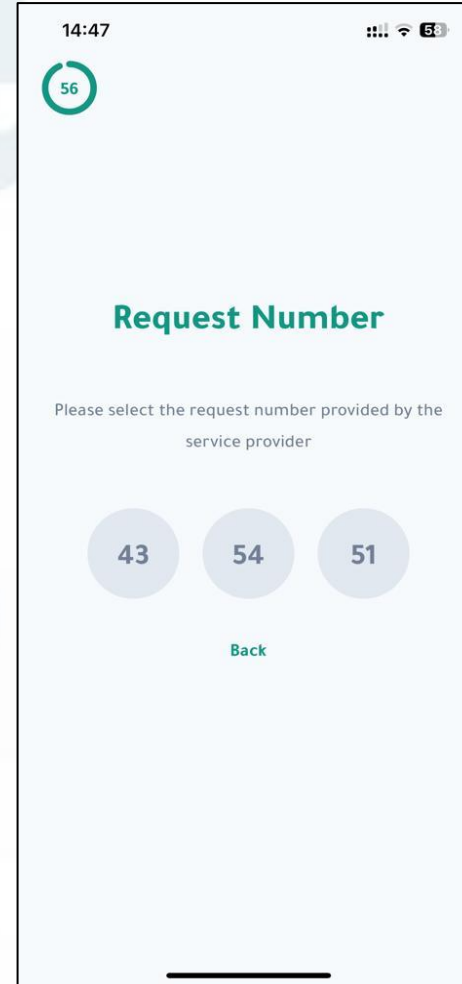 14:47
58
56
Request Number
Please select the request number provided by the
service provider
43 54 51
Back